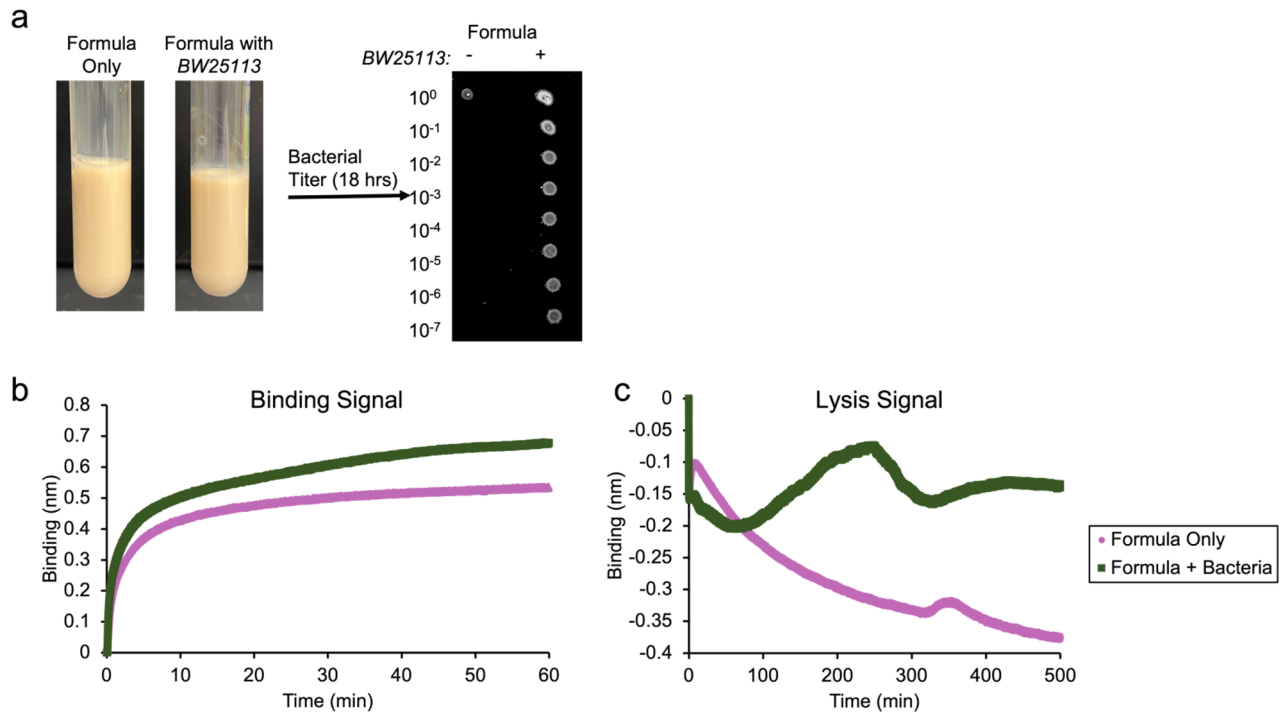 a
Formula
Only
Formula with
BW25113
Bacterial
Titer (18 hrs)
Formula
BW25113: - +
10⁰
10⁻¹
10⁻²
10⁻³
10⁻⁴
10⁻⁵
10⁻⁶
10⁻⁷
b
Binding Signal
Binding (nm)
0.8
0.7
0.6
0.5
0.4
0.3
0.2
0.1
0
0 10 20 30 40 50 60
Time (min)
c
Lysis Signal
Binding (nm)
0
-0.05
-0.1
-0.15
-0.2
-0.25
-0.3
-0.35
-0.4
0 100 200 300 400 500
Time (min)
Formula Only
Formula + Bacteria